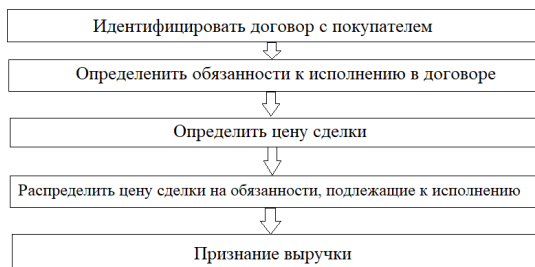 Идентифицировать договор с покупателем
Определенить обязанности к исполнению в договоре
Определить цену сделки
Распределить цену сделки на обязанности, подлежащие к исполнению
Признание выручки